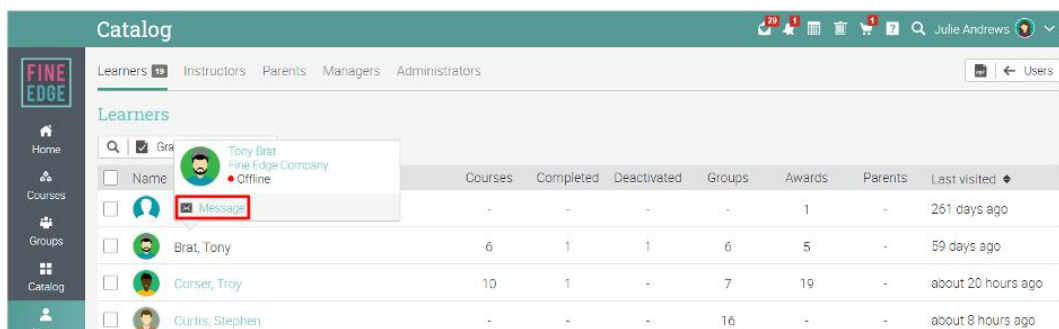 Catalog
29
1
1
Julie Andrews
FINE
EDGE
Learners 19 Instructors Parents Managers Administrators
Users
Learners
Home
Tony Brat
Fine Edge Company
Offline
Message
Name Courses Completed Deactivated Groups Awards Parents Last visited
Courses
- - - - 1 - 261 days ago
Groups
Brat, Tony 6 1 1 6 5 - 59 days ago
Catalog
Corser, Troy 10 1 - 7 19 - about 20 hours ago
Curtis, Stephen - - - 16 - - about 8 hours ago